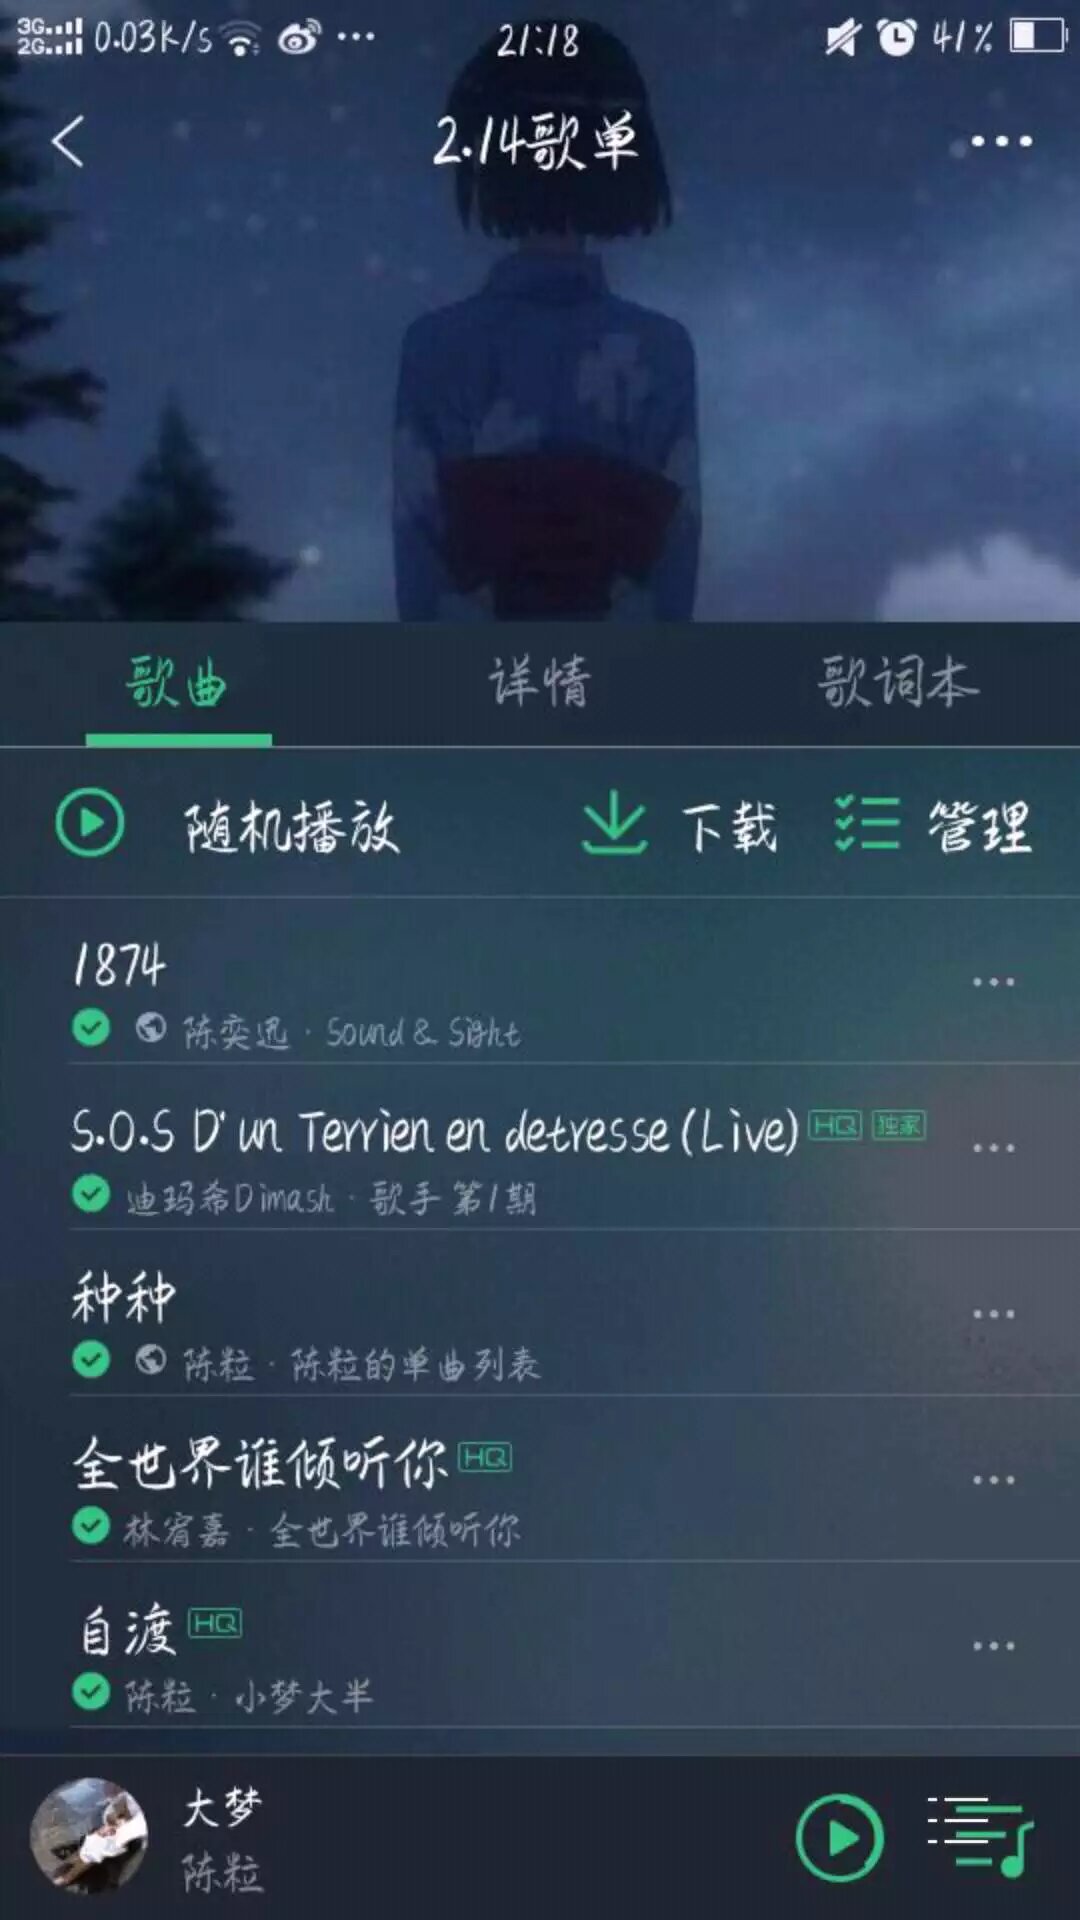 3G 2G 0.03K/s ... 21:18 41%
2.14歌单
歌曲 详情 歌词本
随机播放 下载 管理
1874
陈奕迅 · Sound & Sight
S.O.S D'un Terrien en detresse(Live) HQ 独家
迪玛希Dimash · 歌手 第1期
种种
陈粒 · 陈粒的单曲列表
全世界谁倾听你 HQ
林宥嘉 · 全世界谁倾听你
自渡 HQ
陈粒 · 小梦大半
大梦
陈粒